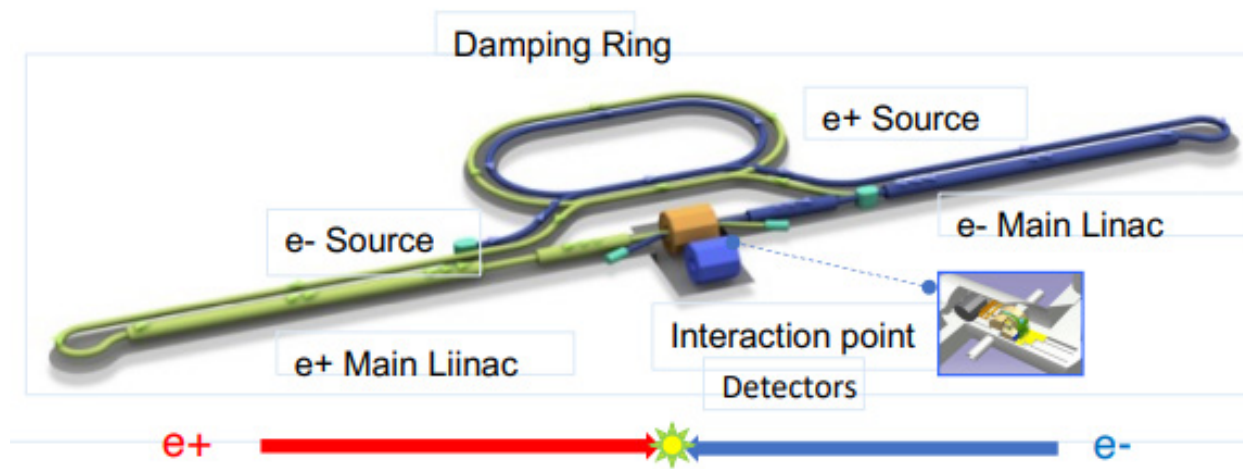 Damping Ring
e+ Source
e- Source
e- Main Linac
Interaction point
e+ Main Liinac
Detectors
e+
e-